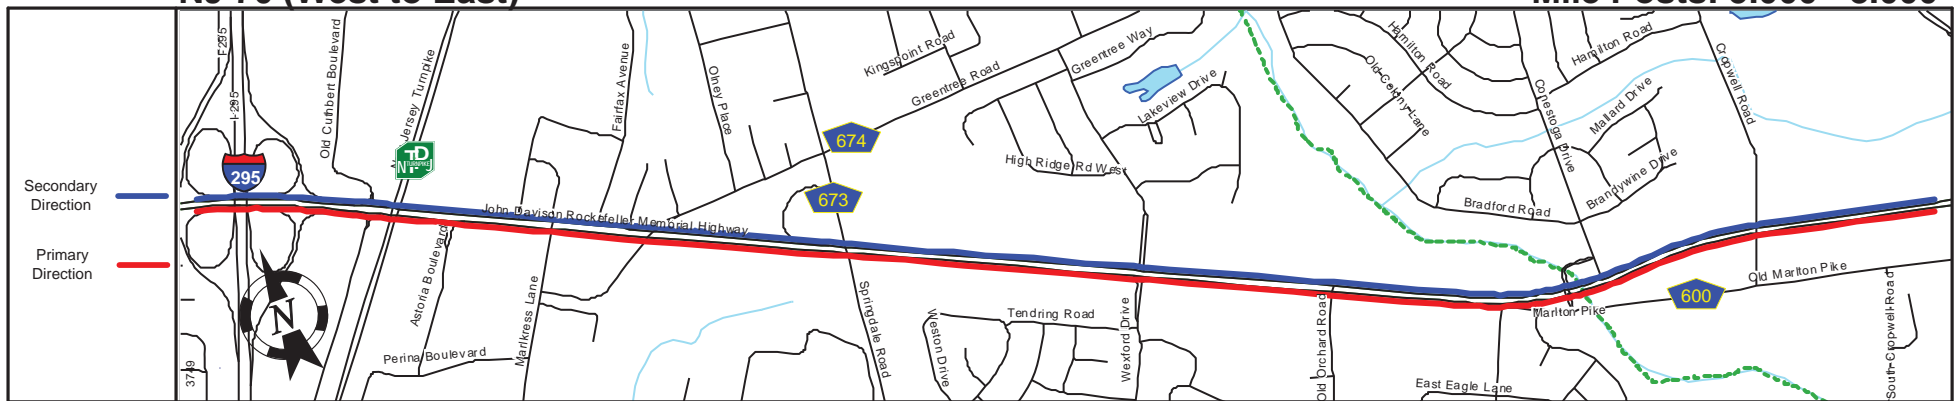 Secondary
Direction
Primary
Direction
I-295
I-295
295
Old Cuthbert Boulevard
Jersey Turnpike
TURNPIKE
Fairfax Avenue
Olney Place
Kingspoint Road
Greentree Road
Greentree Way
Lakeview Drive
674
673
High Ridge Rd West
Hamilton Road
Old Colony Lane
Hamilton Road
Conestoga Drive
Mallard Drive
Cropwell Road
Brandywine Drive
Bradford Road
John Davison Rockefeller Memorial Highway
Astoria Boulevard
Marlkress Lane
Perina Boulevard
3749
N
Springdale Road
Weston Drive
Tendring Road
Wexford Drive
Old Orchard Road
East Eagle Lane
Marlton Pike
600
Old Marlton Pike
South Cropwell Road